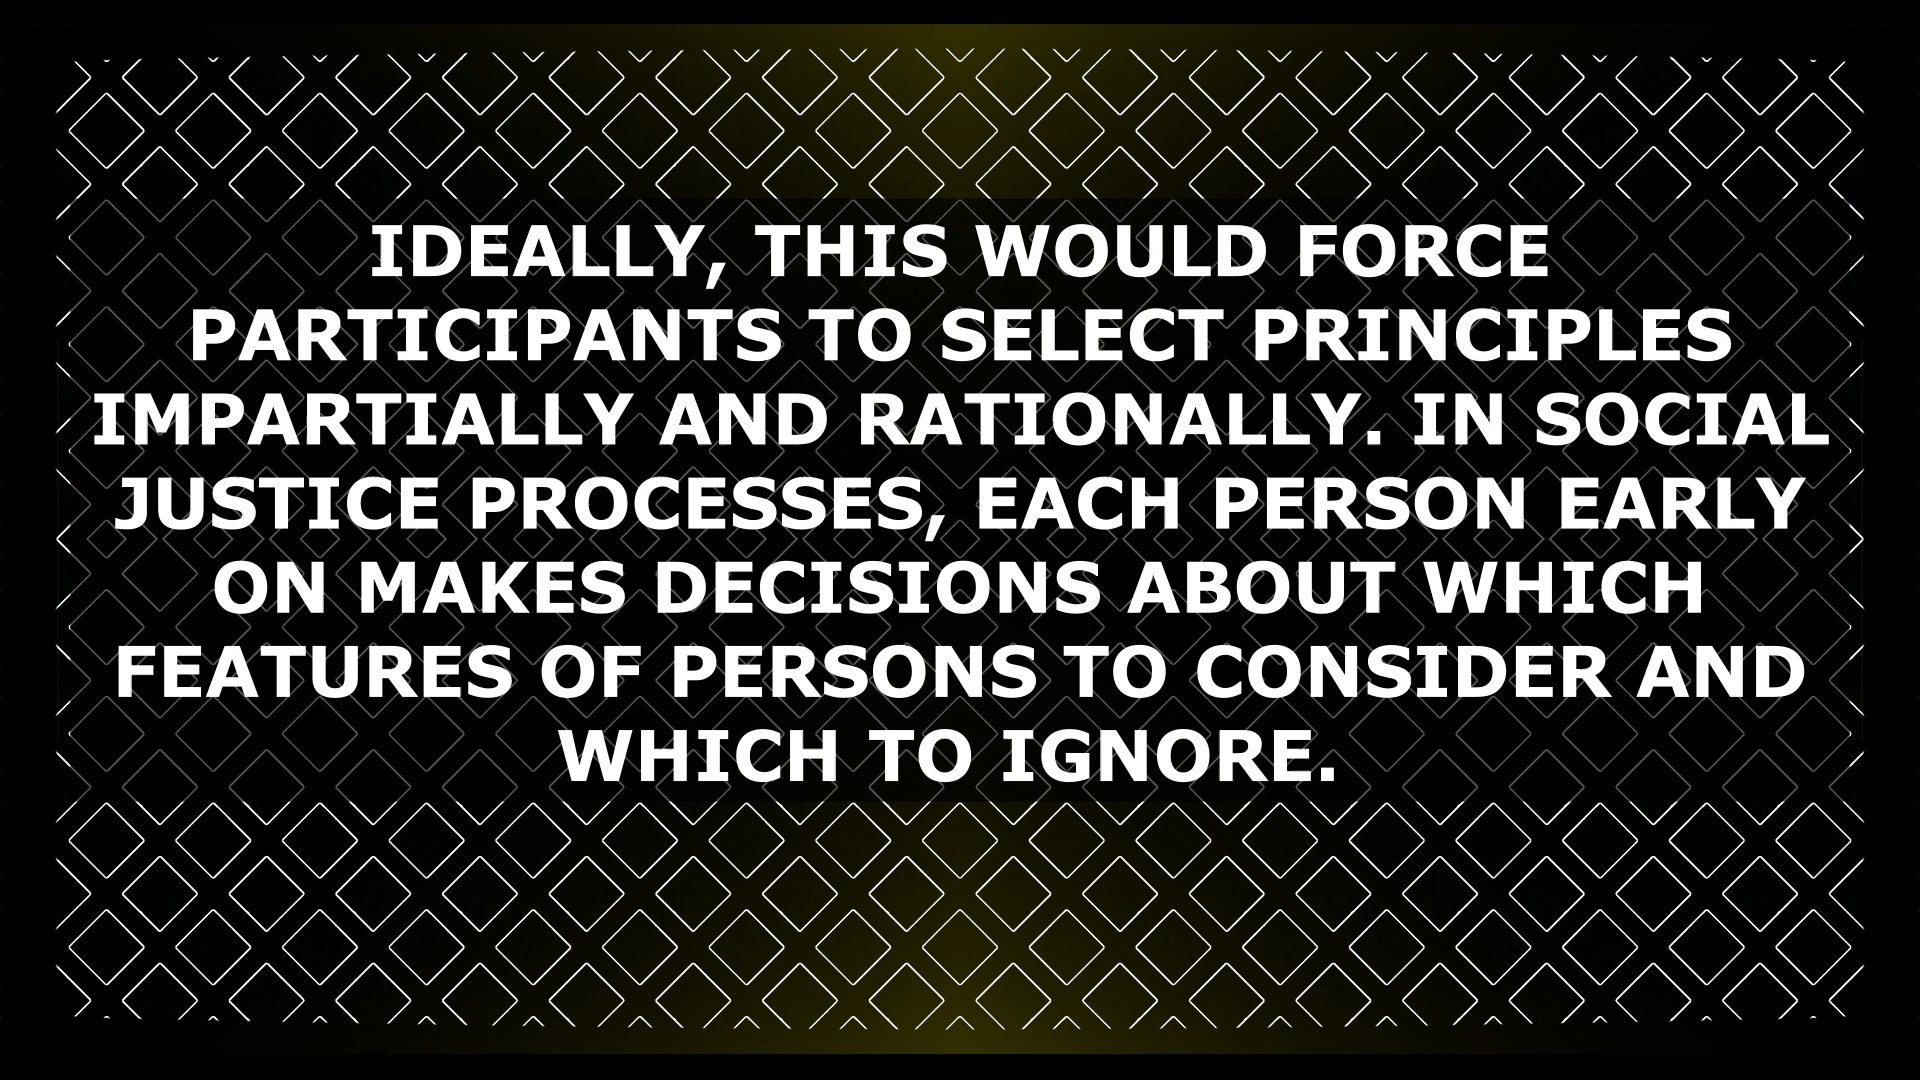 IDEALLY, THIS WOULD FORCE
PARTICIPANTS TO SELECT PRINCIPLES
IMPARTIALLY AND RATIONALLY. IN SOCIAL
JUSTICE PROCESSES, EACH PERSON EARLY
ON MAKES DECISIONS ABOUT WHICH
FEATURES OF PERSONS TO CONSIDER AND
WHICH TO IGNORE.